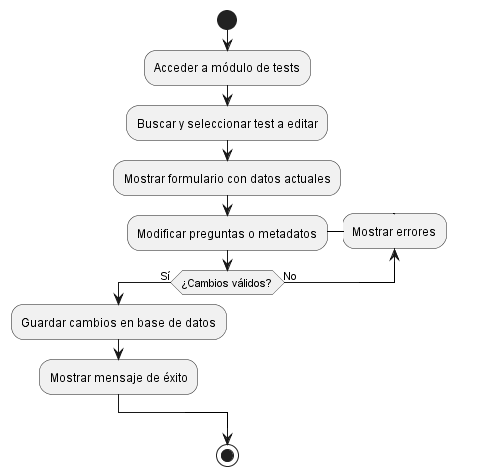 Acceder a módulo de tests
Buscar y seleccionar test a editar
Mostrar formulario con datos actuales
Modificar preguntas o metadatos
Mostrar errores
Sí
¿Cambios válidos?
No
Guardar cambios en base de datos
Mostrar mensaje de éxito